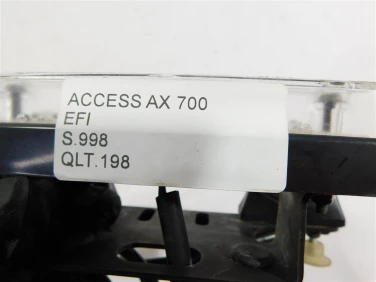 ACCESS AX 700
EFI
S.998
QLT.198